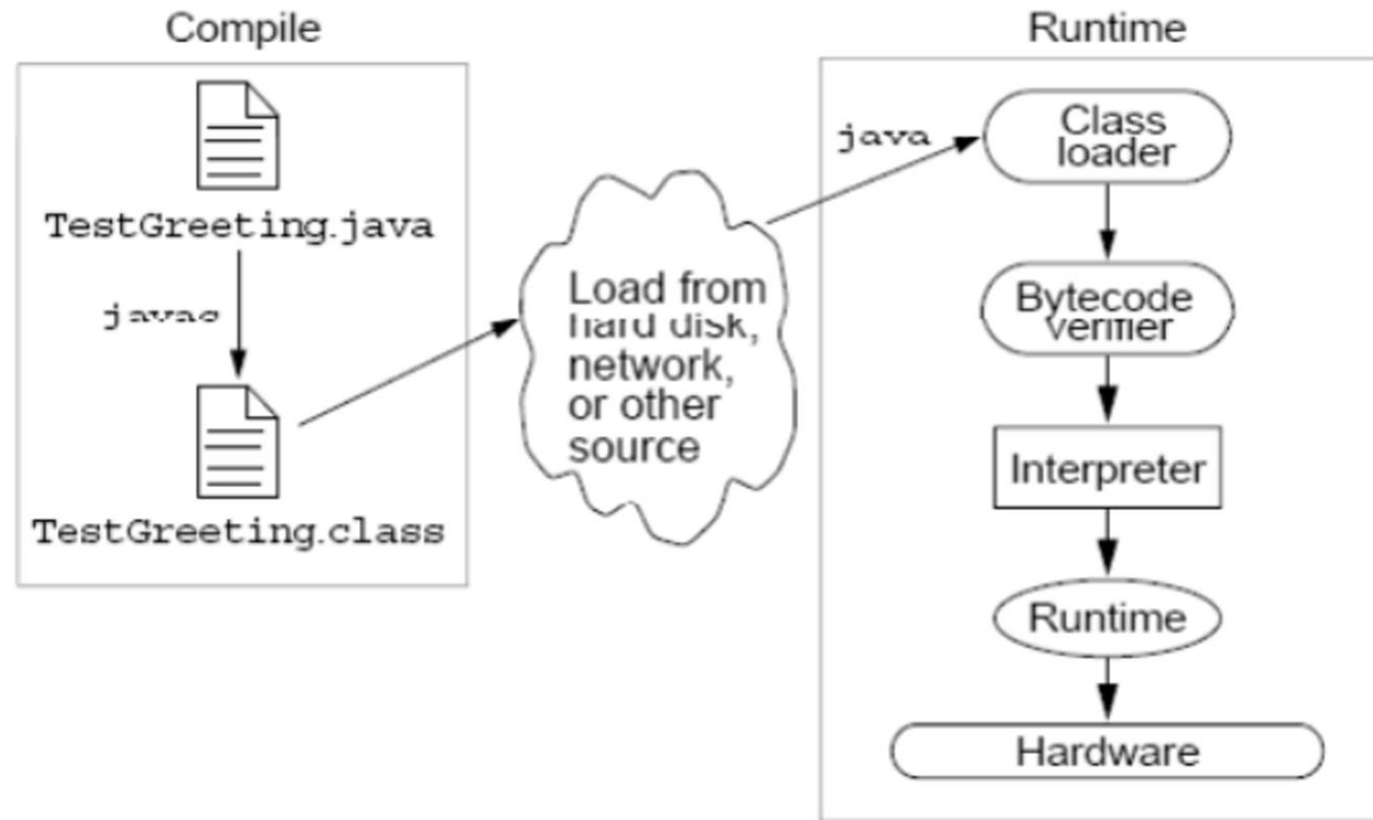 Compile
TestGreeting.java
javac
TestGreeting.class
Load from
hard disk,
network,
or other
source
Runtime
java
Class
loader
Bytecode
verifier
Interpreter
Runtime
Hardware